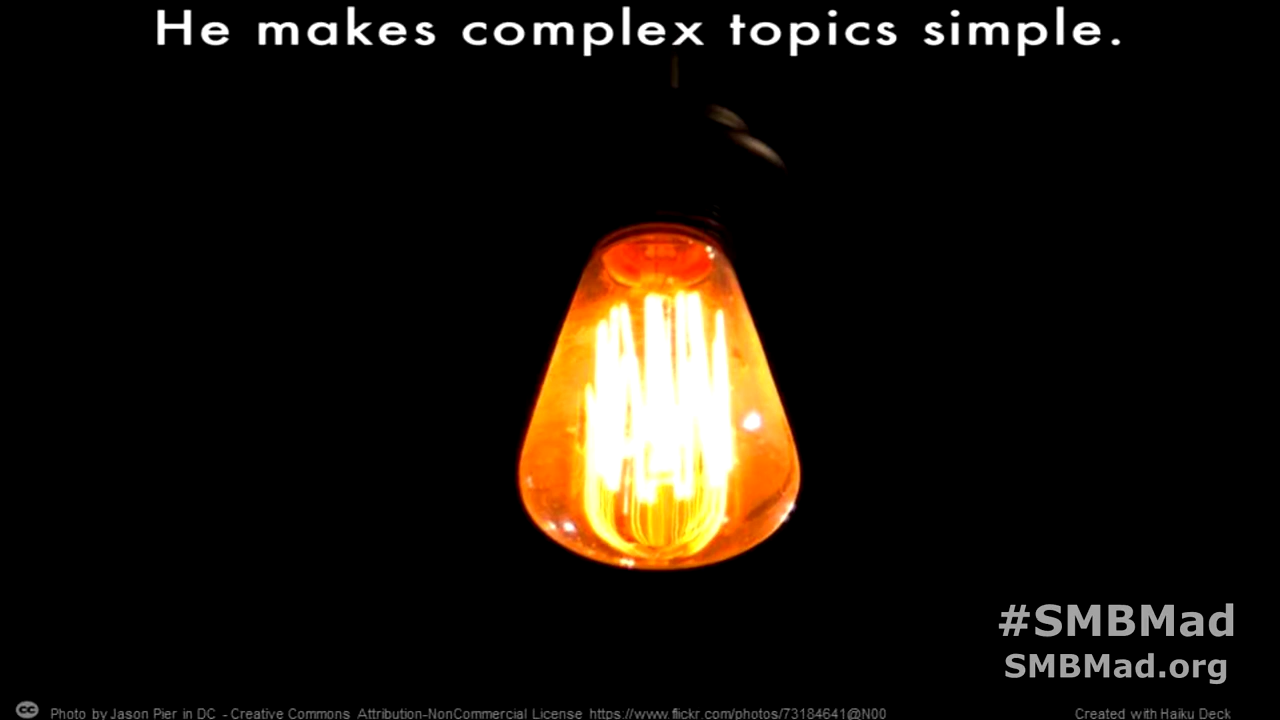 He makes complex topics simple.
#SMBMad
SMBMad.org
cc Photo by Jason Pier in DC - Creative Commons Attribution-NonCommercial License https://www.flickr.com/photos/73184641@N00
Created with Haiku Deck